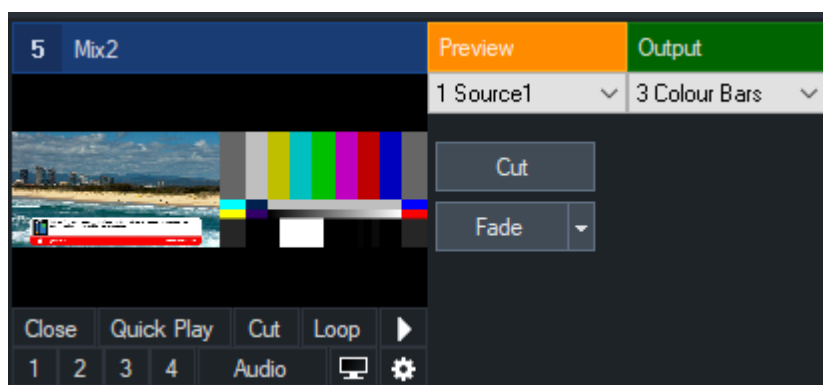 5 Mix2 Preview Output
1 Source1 3 Colour Bars
Cut
Fade
Close Quick Play Cut Loop
1 2 3 4 Audio